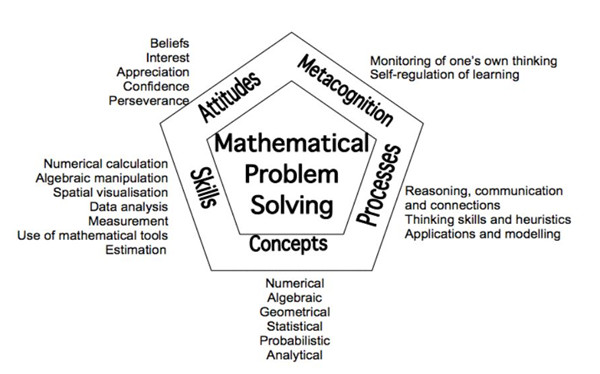 Beliefs
Interest
Appreciation
Confidence
Perseverance
Attitudes
Metacognition
Monitoring of one's own thinking
Self-regulation of learning
Mathematical
Problem
Solving
Numerical calculation
Algebraic manipulation
Spatial visualisation
Data analysis
Measurement
Use of mathematical tools
Estimation
Skills
Processes
Reasoning, communication
and connections
Thinking skills and heuristics
Applications and modelling
Concepts
Numerical
Algebraic
Geometrical
Statistical
Probabilistic
Analytical